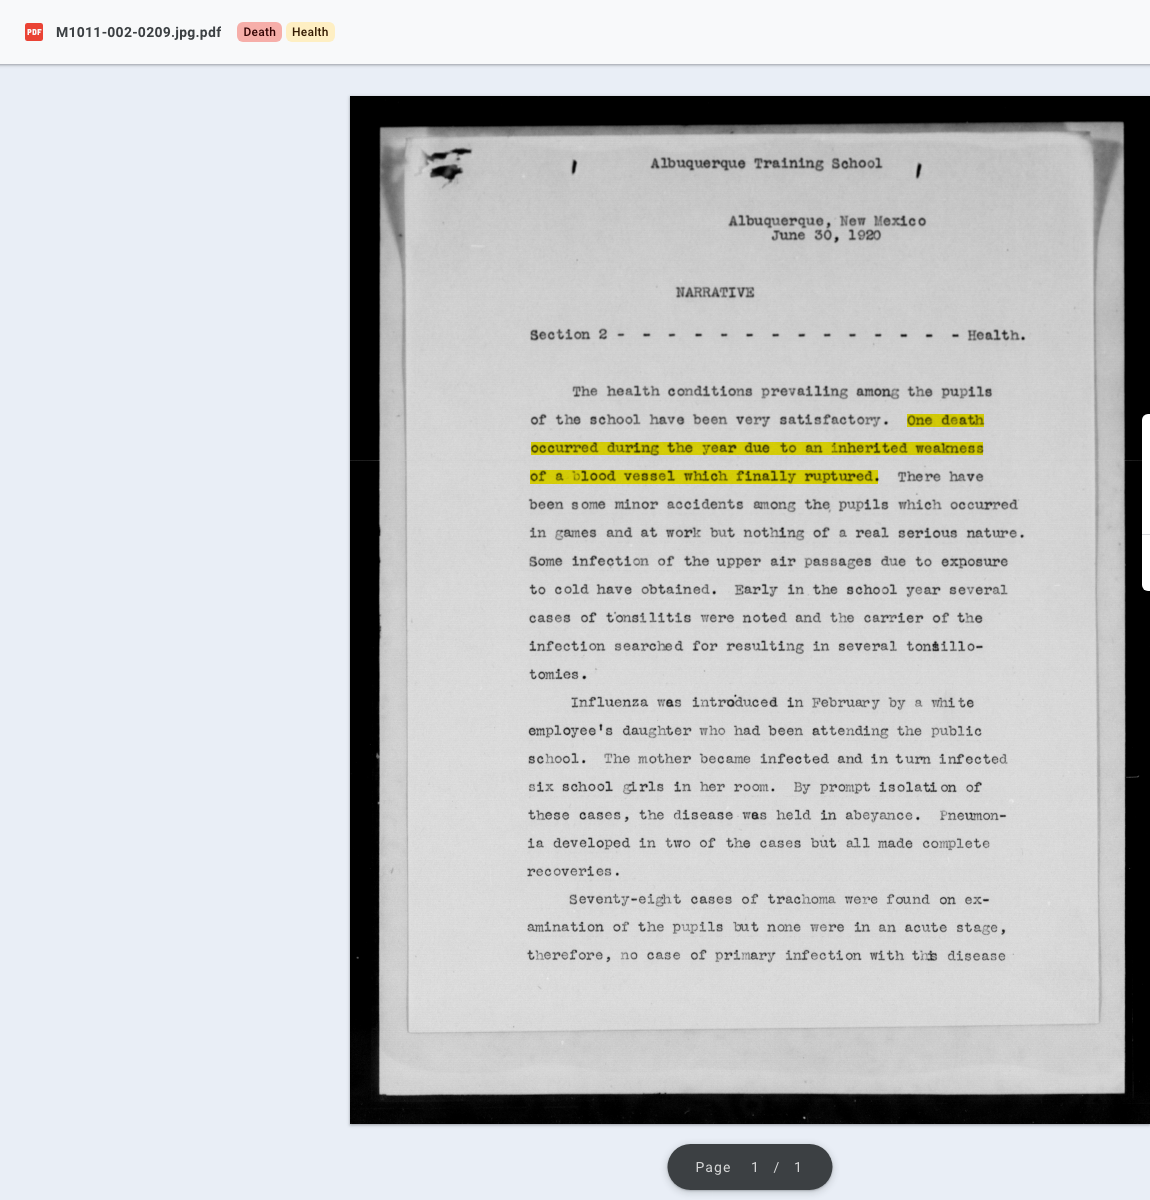 PDF M1011-002-0209.jpg.pdf Death Health
Albuquerque Training School
Albuquerque, New Mexico
June 30, 1920
NARRATIVE
Section 2 - - - - - - - - - - - - - - Health.
The health conditions prevailing among the pupils
of the school have been very satisfactory. One death
occurred during the year due to an inherited weakness
of a blood vessel which finally ruptured. There have
been some minor accidents among the pupils which occurred
in games and at work but nothing of a real serious nature.
Some infection of the upper air passages due to exposure
to cold have obtained. Early in the school year several
cases of tonsilitis were noted and the carrier of the
infection searched for resulting in several tonsillo-
tomies.
Influenza was introduced in February by a white
employee's daughter who had been attending the public
school. The mother became infected and in turn infected
six school girls in her room. By prompt isolation of
these cases, the disease was held in abeyance. Pneumon-
ia developed in two of the cases but all made complete
recoveries.
Seventy-eight cases of trachoma were found on ex-
amination of the pupils but none were in an acute stage,
therefore, no case of primary infection with this disease
Page 1 / 1